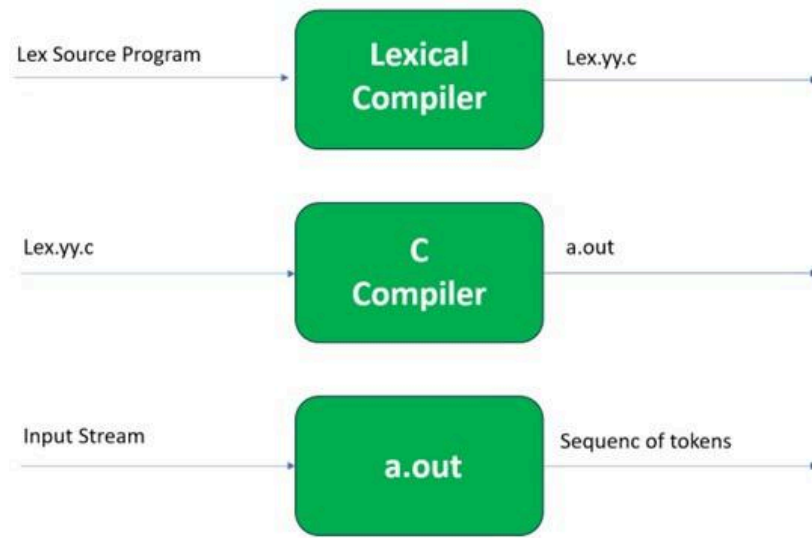 Lex Source Program
Lexical
Compiler
Lex.yy.c
Lex.yy.c
C
Compiler
a.out
Input Stream
a.out
Sequenc of tokens